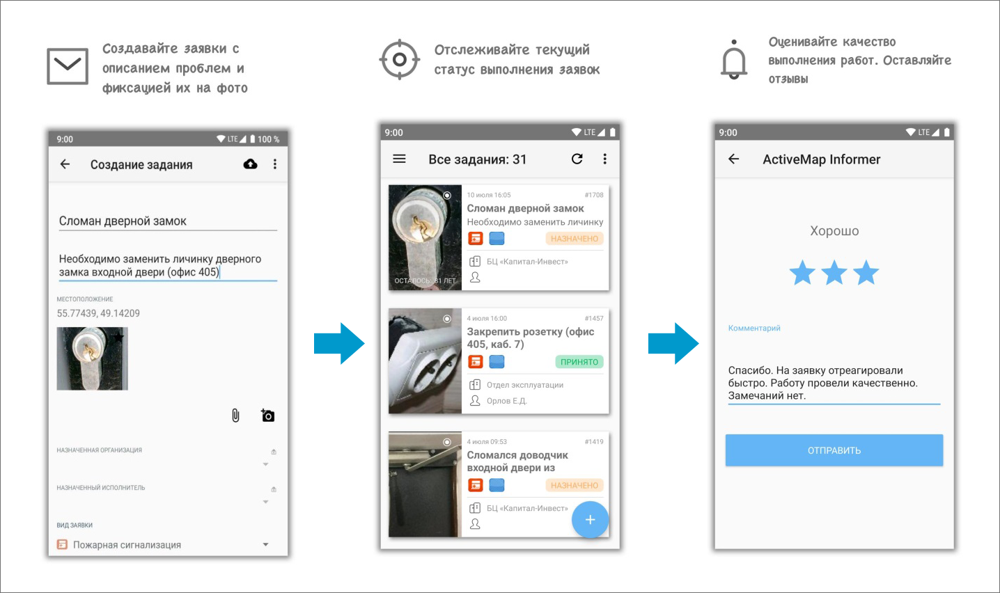 Создавайте заявки с
описанием проблем и
фиксацией их на фото
9:00
LTE
100 %
Создание задания
Сломан дверной замок
Необходимо заменить личинку дверного
замка входной двери (офис 405)
МЕСТОПОЛОЖЕНИЕ
55.77439, 49.14209
НАЗНАЧЕННАЯ ОРГАНИЗАЦИЯ
НАЗНАЧЕННЫЙ ИСПОЛНИТЕЛЬ
ВИД ЗАЯВКИ
Пожарная сигнализация
Отслеживайте текущий
статус выполнения заявок
9:00
LTE
Все задания: 31
10 июля 16:05
#1708
Сломан дверной замок
Необходимо заменить личинку
НАЗНАЧЕНО
БЦ «Капитал-Инвест»
ОСТАЛОСЬ: 81 ЛЕТ
4 июля 16:00
#1457
Закрепить розетку (офис
405, каб. 7)
ПРИНЯТО
Отдел эксплуатации
Орлов Е.Д.
4 июля 09:53
#1419
Сломался доводчик
входной двери из
НАЗНАЧЕНО
БЦ «Капитал-Инвест»
+
Оценивайте качество
выполнения работ. Оставляйте
отзывы
9:00
LTE
ActiveMap Informer
Хорошо
Комментарий
Спасибо. На заявку отреагировали
быстро. Работу провели качественно.
Замечаний нет.
ОТПРАВИТЬ